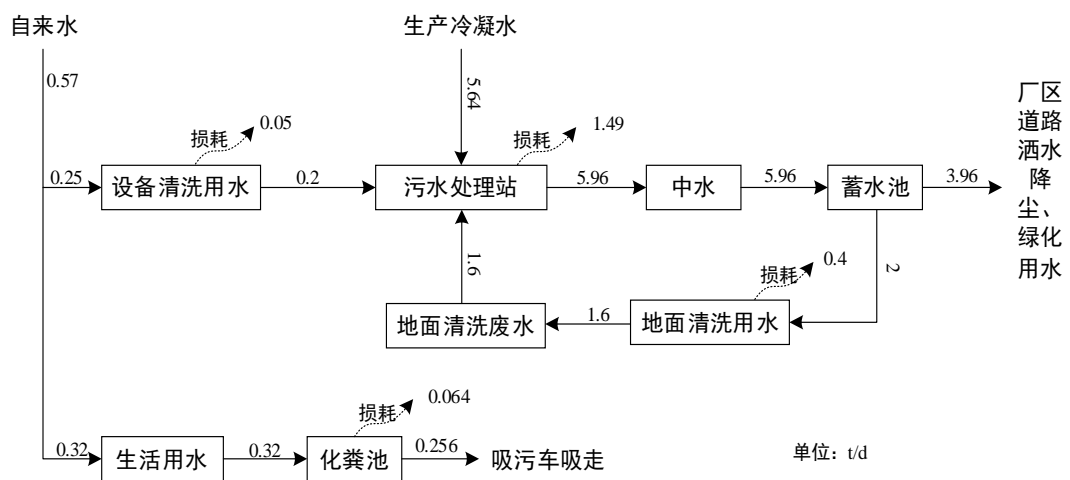 自来水
生产冷凝水
0.57
5.64
厂区
道路
洒水
降
尘、
绿化
用水
损耗
0.05
损耗
1.49
0.25
设备清洗用水
0.2
污水处理站
5.96
中水
5.96
蓄水池
3.96
1.6
2
损耗
0.4
地面清洗废水
1.6
地面清洗用水
损耗
0.064
0.32
生活用水
0.32
化粪池
0.256
吸污车吸走
单位：t/d